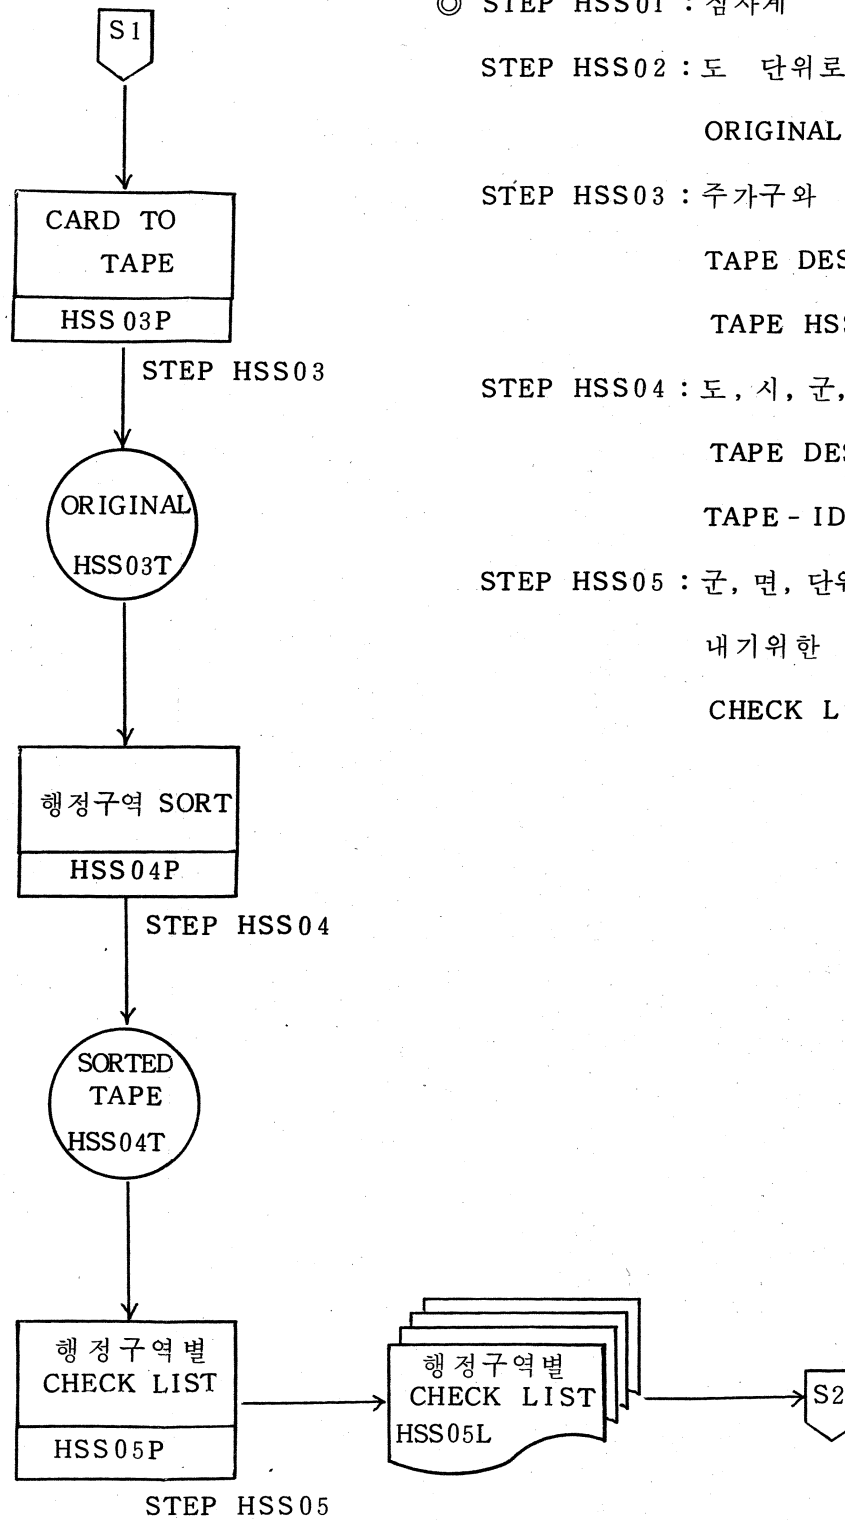 S1
CARD TO
TAPE
HSS 03P
STEP HSS03
ORIGINAL
HSS03T
행정구역 SORT
HSS04P
STEP HSS04
SORTED
TAPE
HSS04T
행정구역별
CHECK LIST
HSS05P
STEP HSS05
행정구역별
CHECK LIST
HSS05L
S2
◎ STEP HSS01 : 심사계
STEP HSS02 : 도 단위로
ORIGINAL
STEP HSS03 : 주가구와
TAPE DES
TAPE HSS
STEP HSS04 : 도, 시, 군,
TAPE DES
TAPE - ID
STEP HSS05 : 군, 면, 단위
내기위한
CHECK L